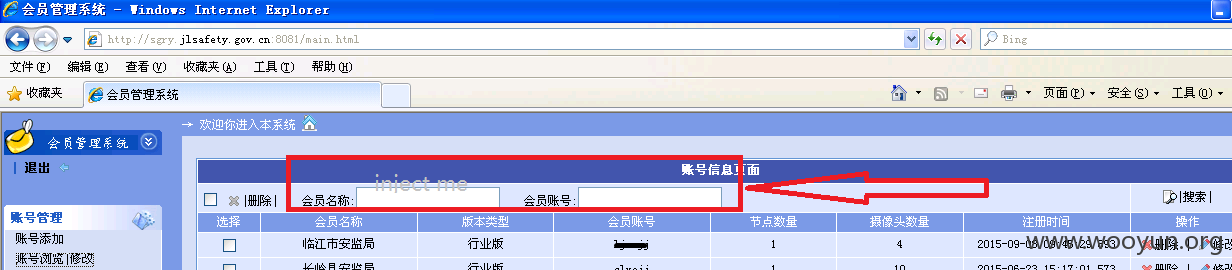 会员管理系统 - Windows Internet Explorer
http://sgry.jlsafety.gov.cn:8081/main.html
Bing
文件(F) 编辑(E) 查看(V) 收藏夹(A) 工具(T) 帮助(H)
收藏夹 会员管理系统 页面(P) 安全(S) 工具(O)
会员管理系统
退出
账号管理
账号添加
账号浏览|修改
→ 欢迎你进入本系统
账号信息页面
inject me
|删除| 会员名称: 会员账号: |搜索|
选择 会员名称 版本类型 会员账号 节点数量 摄像头数量 注册时间 操作
临江市安监局 行业版 1 4 删除
长岭县安监局 行业版 1 10 2015-06-23 15:17:01.573 删除 | 修改
www.wooyun.org